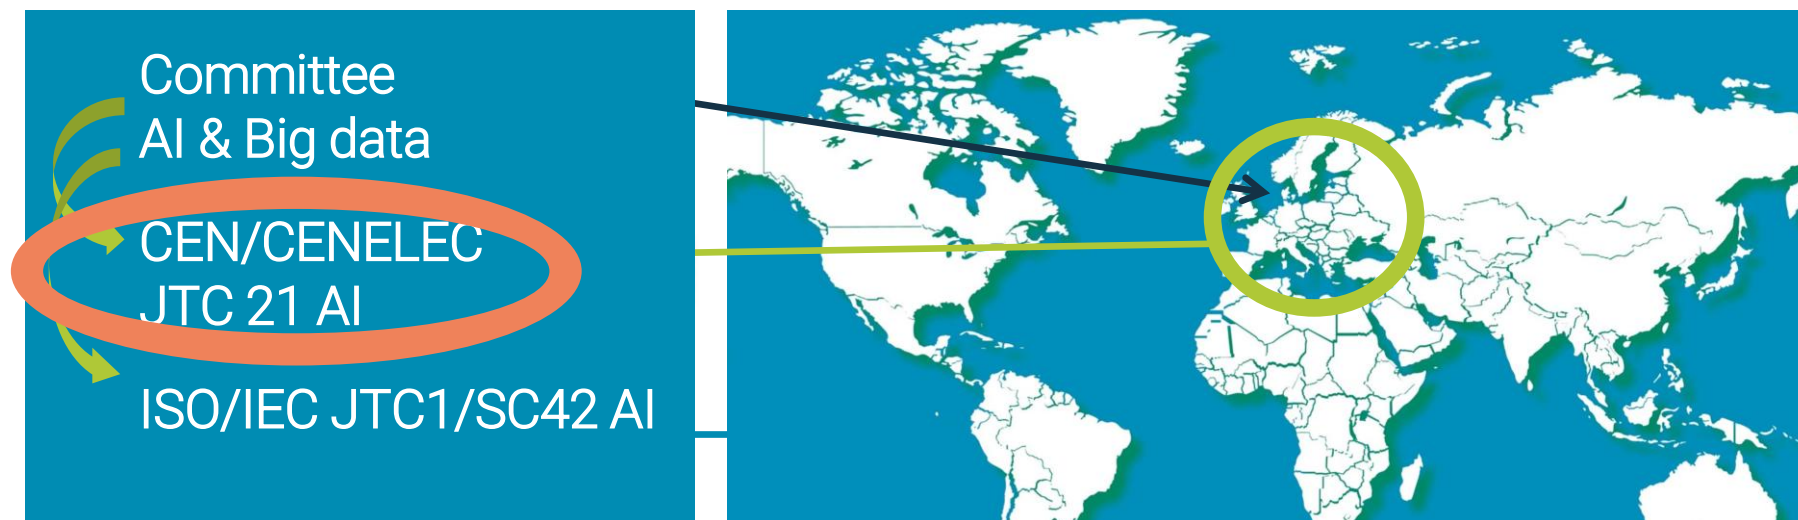 Committee
AI & Big data
CEN/CENELEC
JTC 21 AI
ISO/IEC JTC1/SC42 AI